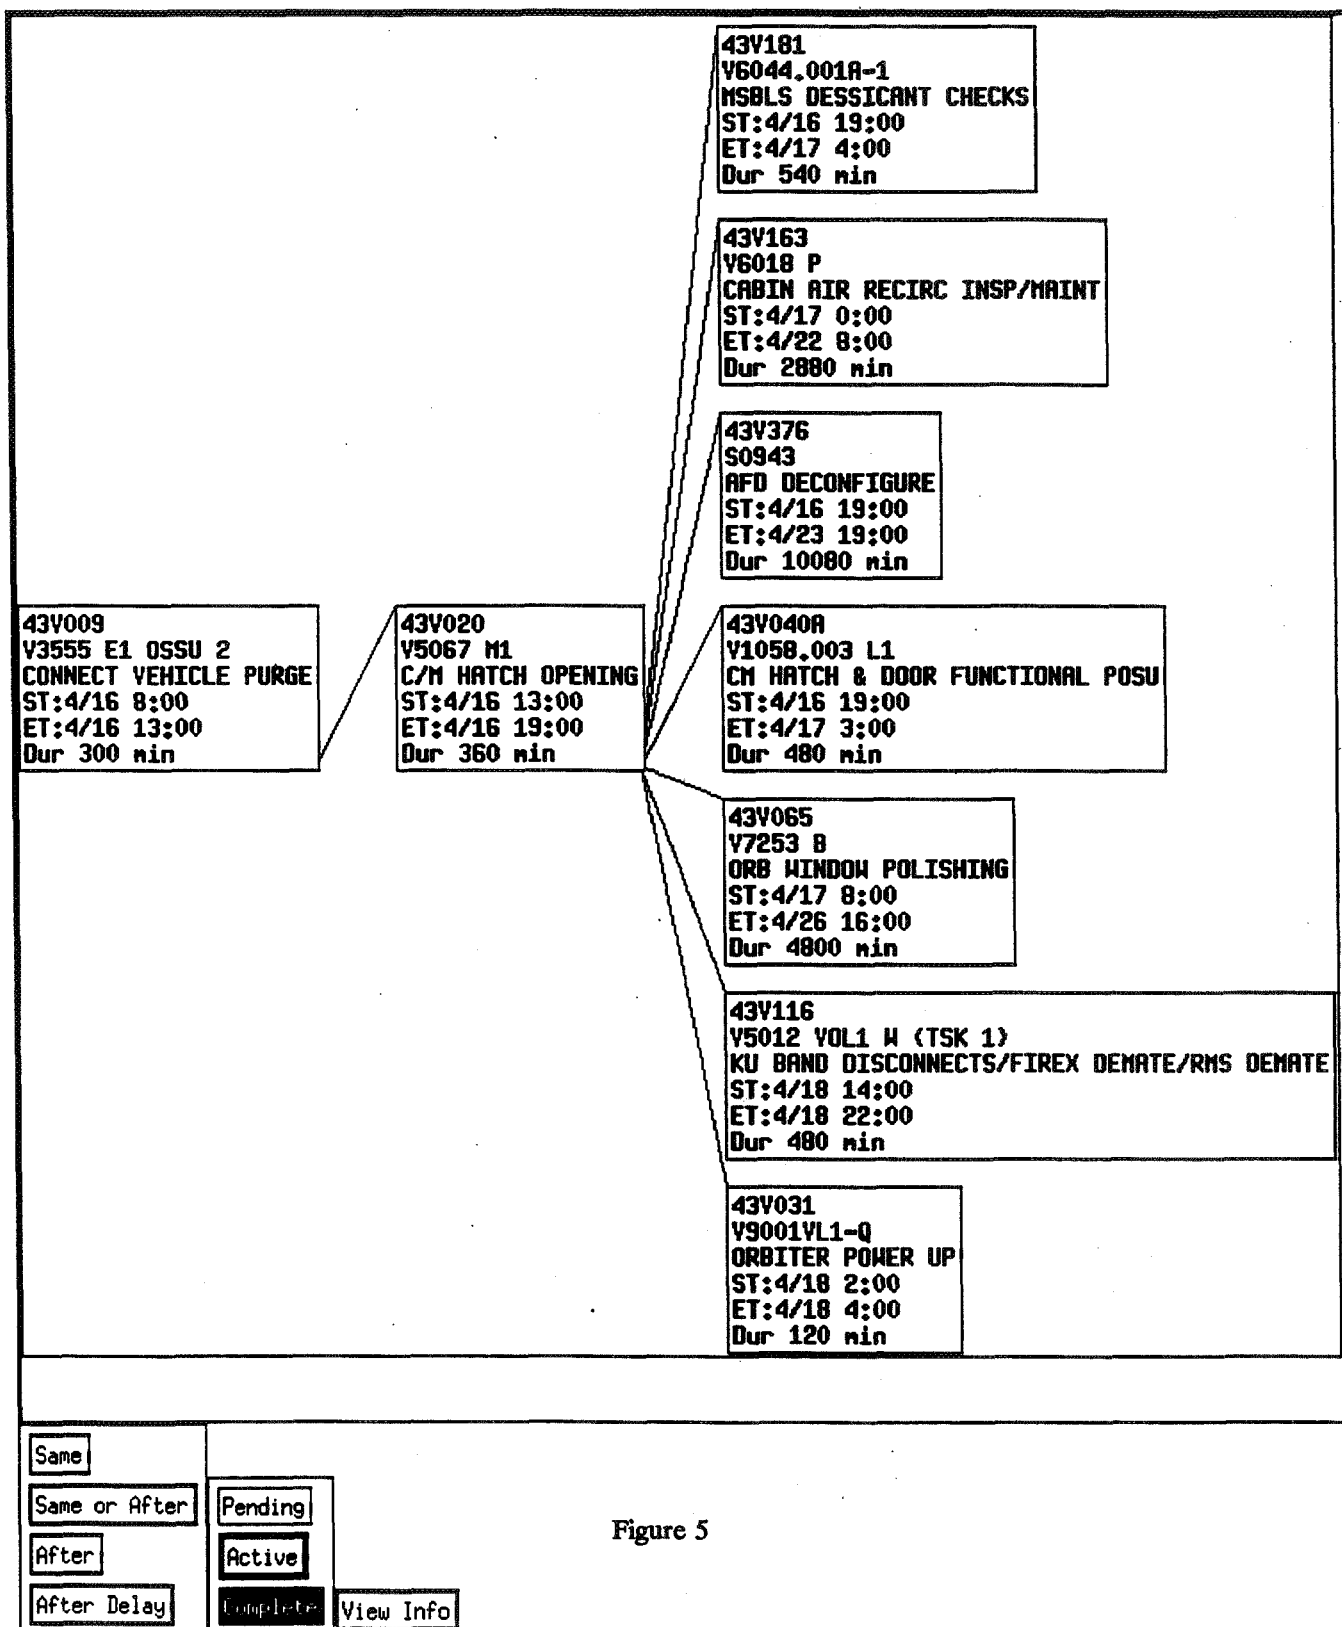 43V181
V6044.001A-1
MSBLS DESSICANT CHECKS
ST:4/16 19:00
ET:4/17 4:00
Dur 540 min
43V163
V6018 P
CABIN AIR RECIRC INSP/MAINT
ST:4/17 0:00
ET:4/22 8:00
Dur 2880 min
43V376
S0943
AFD DECONFIGURE
ST:4/16 19:00
ET:4/23 19:00
Dur 10080 min
43V009
V3555 E1 OSSU 2
CONNECT VEHICLE PURGE
ST:4/16 8:00
ET:4/16 13:00
Dur 300 min
43V020
V5067 M1
C/M HATCH OPENING
ST:4/16 13:00
ET:4/16 19:00
Dur 360 min
43V040A
V1058.003 L1
CM HATCH & DOOR FUNCTIONAL POSU
ST:4/16 19:00
ET:4/17 3:00
Dur 480 min
43V065
V7253 B
ORB WINDOW POLISHING
ST:4/17 8:00
ET:4/26 16:00
Dur 4800 min
43V116
V5012 VOL1 W (TSK 1)
KU BAND DISCONNECTS/FIREX DEMATE/RMS DEMATE
ST:4/18 14:00
ET:4/18 22:00
Dur 480 min
43V031
V9001VL1-Q
ORBITER POWER UP
ST:4/18 2:00
ET:4/18 4:00
Dur 120 min
Same
Same or After
After
After Delay
Pending
Active
Complete
View Info
Figure 5